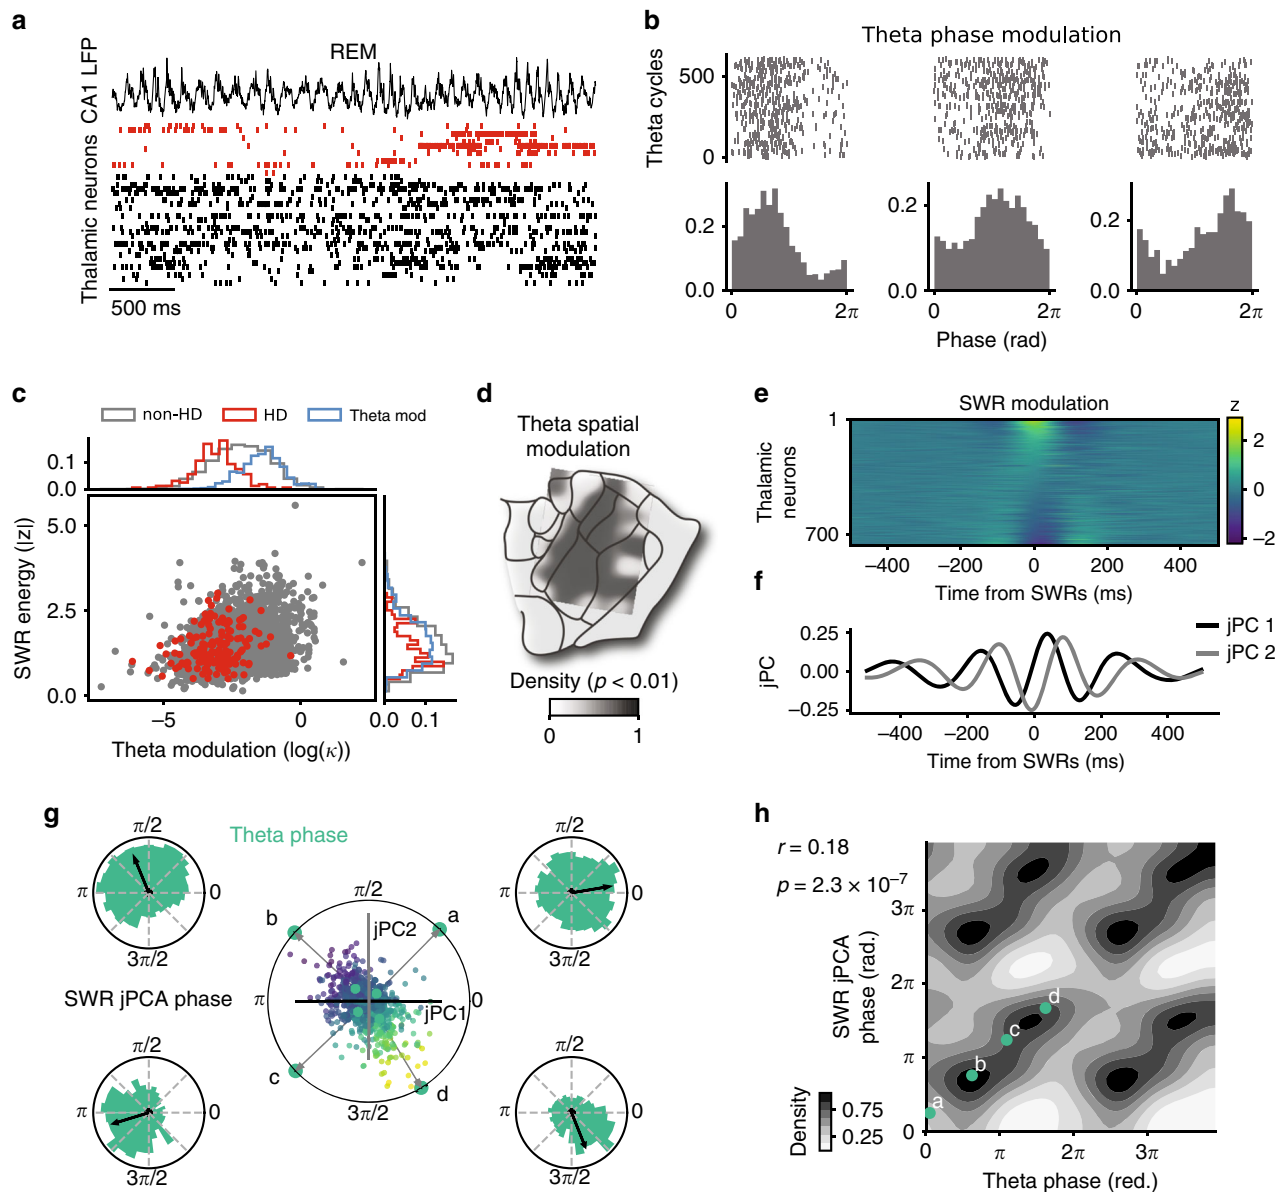 a
REM
CA1 LFP
Thalamic neurons
500 ms
b
Theta phase modulation
Theta cycles
500
0
0.2
0.0
0
2π
0.2
0.0
0
2π
0.2
0.0
0
2π
Phase (rad)
c
non-HD
HD
Theta mod
0.1
0.0
SWR energy (|z|)
5.0
2.5
0.0
−5
0
0.0
0.1
Theta modulation (log(κ))
d
Theta spatial
modulation
Density (p < 0.01)
0
1
e
SWR modulation
z
Thalamic
neurons
1
700
2
0
−2
−400
−200
0
200
400
Time from SWRs (ms)
f
jPC
0.25
0.00
−0.25
jPC 1
jPC 2
−400
−200
0
200
400
Time from SWRs (ms)
g
Theta phase
π/2
π
0
3π/2
π/2
π
0
3π/2
SWR jPCA phase
π/2
π
0
3π/2
jPC2
jPC1
a
b
c
d
π/2
π
0
3π/2
π/2
π
0
3π/2
h
r = 0.18
p = 2.3 × 10⁻⁷
SWR jPCA
phase (rad.)
3π
2π
π
0
a
b
c
d
0
π
2π
3π
Theta phase (red.)
Density
0.75
0.25